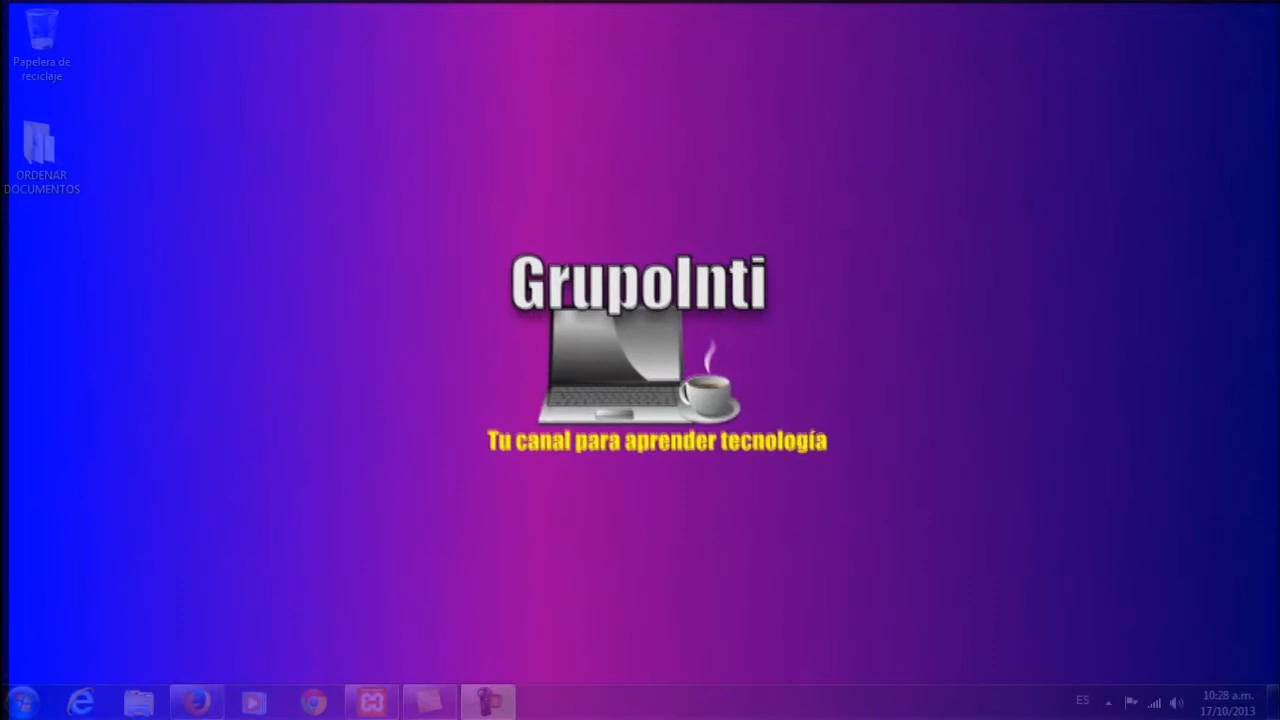 Papelera de
reciclaje
ORDENAR
DOCUMENTOS
GrupoInti
Tu canal para aprender tecnología
ES
10:28 a.m.
17/10/2013